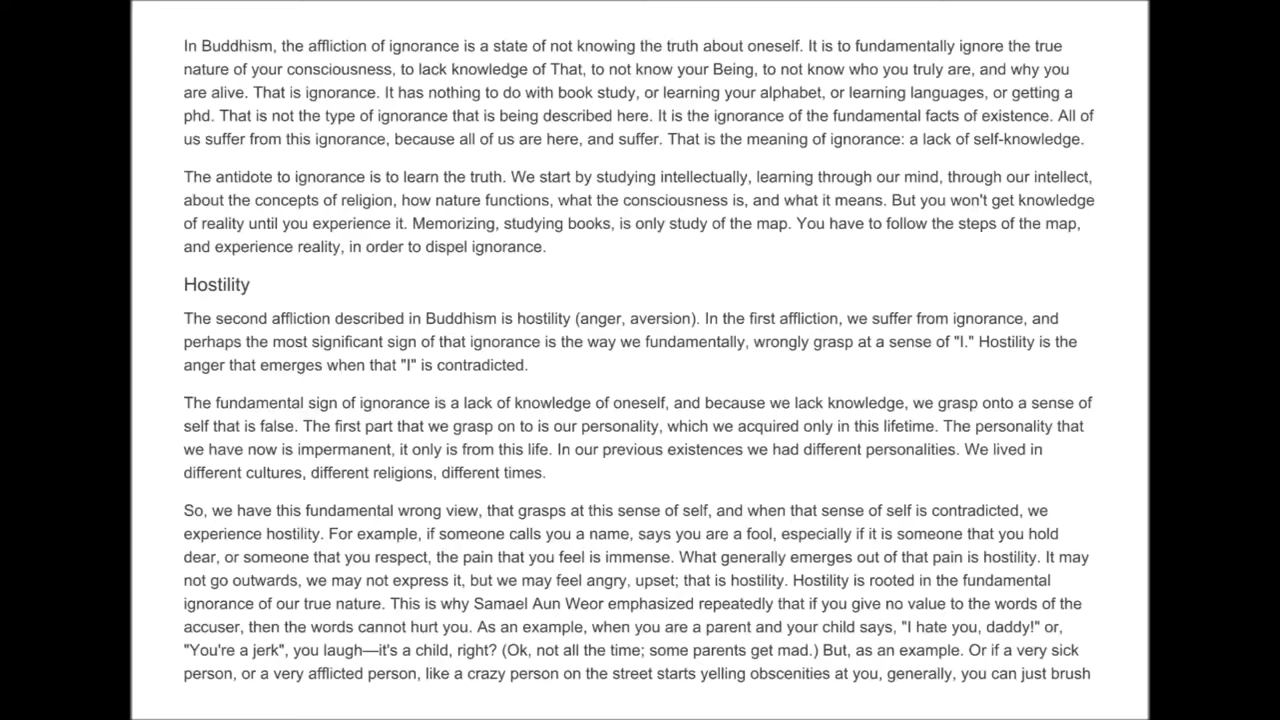 In Buddhism, the affliction of ignorance is a state of not knowing the truth about oneself. It is to fundamentally ignore the true
nature of your consciousness, to lack knowledge of That, to not know your Being, to not know who you truly are, and why you
are alive. That is ignorance. It has nothing to do with book study, or learning your alphabet, or learning languages, or getting a
phd. That is not the type of ignorance that is being described here. It is the ignorance of the fundamental facts of existence. All of
us suffer from this ignorance, because all of us are here, and suffer. That is the meaning of ignorance: a lack of self-knowledge.
The antidote to ignorance is to learn the truth. We start by studying intellectually, learning through our mind, through our intellect,
about the concepts of religion, how nature functions, what the consciousness is, and what it means. But you won't get knowledge
of reality until you experience it. Memorizing, studying books, is only study of the map. You have to follow the steps of the map,
and experience reality, in order to dispel ignorance.
Hostility
The second affliction described in Buddhism is hostility (anger, aversion). In the first affliction, we suffer from ignorance, and
perhaps the most significant sign of that ignorance is the way we fundamentally, wrongly grasp at a sense of "I." Hostility is the
anger that emerges when that "I" is contradicted.
The fundamental sign of ignorance is a lack of knowledge of oneself, and because we lack knowledge, we grasp onto a sense of
self that is false. The first part that we grasp on to is our personality, which we acquired only in this lifetime. The personality that
we have now is impermanent, it only is from this life. In our previous existences we had different personalities. We lived in
different cultures, different religions, different times.
So, we have this fundamental wrong view, that grasps at this sense of self, and when that sense of self is contradicted, we
experience hostility. For example, if someone calls you a name, says you are a fool, especially if it is someone that you hold
dear, or someone that you respect, the pain that you feel is immense. What generally emerges out of that pain is hostility. It may
not go outwards, we may not express it, but we may feel angry, upset; that is hostility. Hostility is rooted in the fundamental
ignorance of our true nature. This is why Samael Aun Weor emphasized repeatedly that if you give no value to the words of the
accuser, then the words cannot hurt you. As an example, when you are a parent and your child says, "I hate you, daddy!" or,
"You're a jerk", you laugh—it's a child, right? (Ok, not all the time; some parents get mad.) But, as an example. Or if a very sick
person, or a very afflicted person, like a crazy person on the street starts yelling obscenities at you, generally, you can just brush